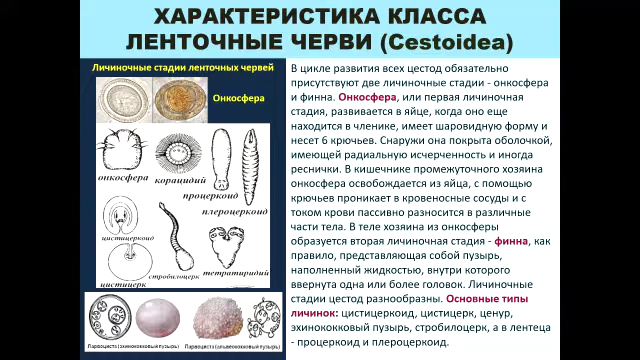 ХАРАКТЕРИСТИКА КЛАССА
ЛЕНТОЧНЫЕ ЧЕРВИ (Cestoidea)
Личиночные стадии ленточных червей
Онкосфера
онкосфера
корацидий
процеркоид
плероцеркоид
цистицеркоид
цистицерк
стробилоцерк
тетратиридий
Ларвоциста (эхинококковый пузырь)
Ларвоциста (альвеококковый пузырь)
В цикле развития всех цестод обязательно
присутствуют две личиночные стадии - онкосфера
и финна. Онкосфера, или первая личиночная
стадия, развивается в яйце, когда оно еще
находится в членике, имеет шаровидную форму и
несет 6 крючьев. Снаружи она покрыта оболочкой,
имеющей радиальную исчерченность и иногда
реснички. В кишечнике промежуточного хозяина
онкосфера освобождается из яйца, с помощью
крючьев проникает в кровеносные сосуды и с
током крови пассивно разносится в различные
части тела. В теле хозяина из онкосферы
образуется вторая личиночная стадия - финна, как
правило, представляющая собой пузырь,
наполненный жидкостью, внутри которого
ввернута одна или более головок. Личиночные
стадии цестод разнообразны. Основные типы
личинок: цистицеркоид, цистицерк, ценур,
эхинококковый пузырь, стробилоцерк, а в лентеца
- процеркоид и плероцеркоид.